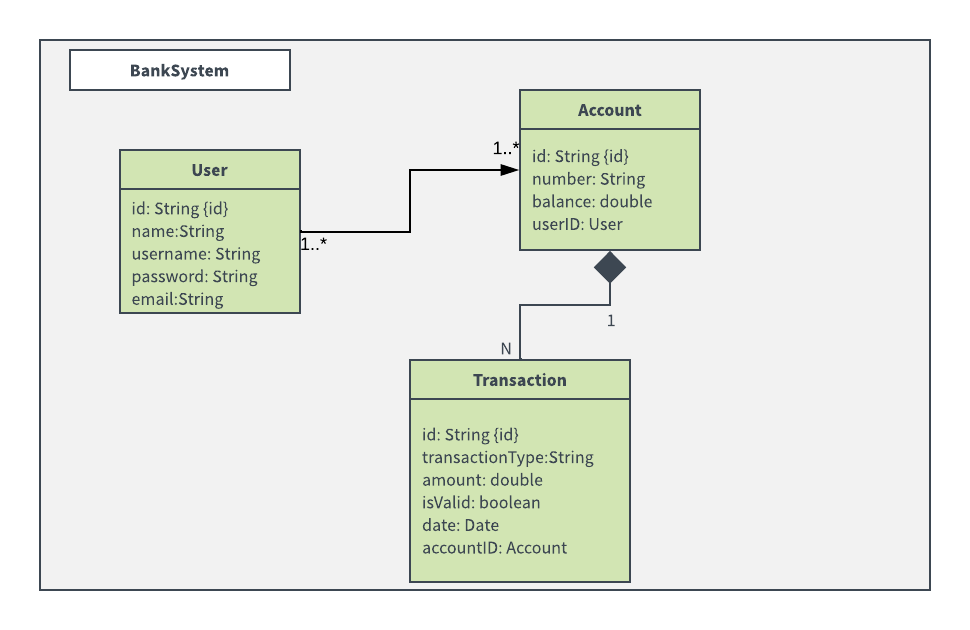 BankSystem
User
id: String {id}
name:String
username: String
password: String
email:String
1..*
1..*
Account
id: String {id}
number: String
balance: double
userID: User
1
N
Transaction
id: String {id}
transactionType:String
amount: double
isValid: boolean
date: Date
accountID: Account